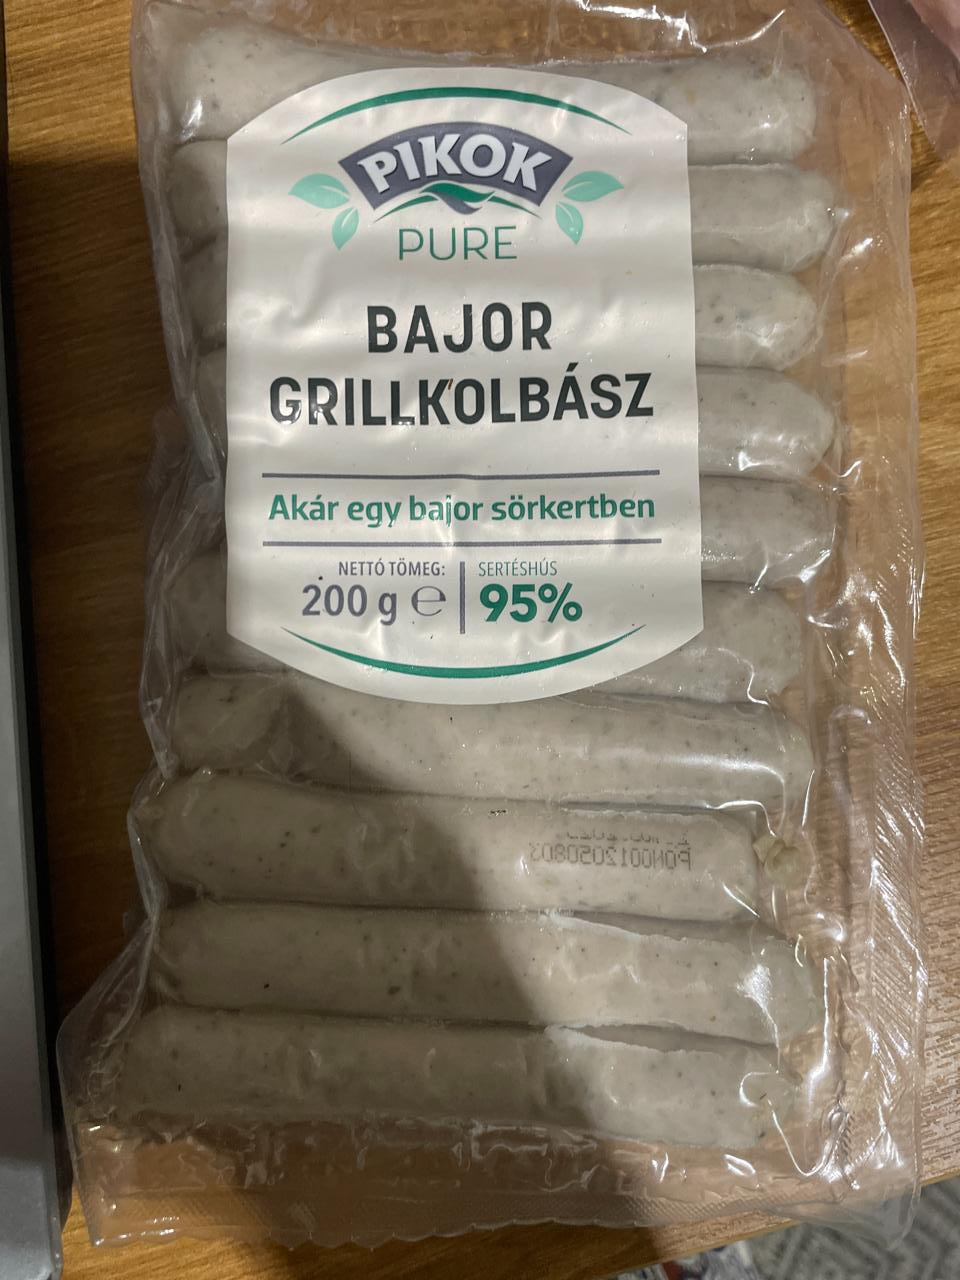 PIKOK
PURE
BAJOR
GRILLKOLBÁSZ
Akár egy bajor sörkertben
NETTÓ TÖMEG:
200 g ℮
SERTÉSHÚS
95%